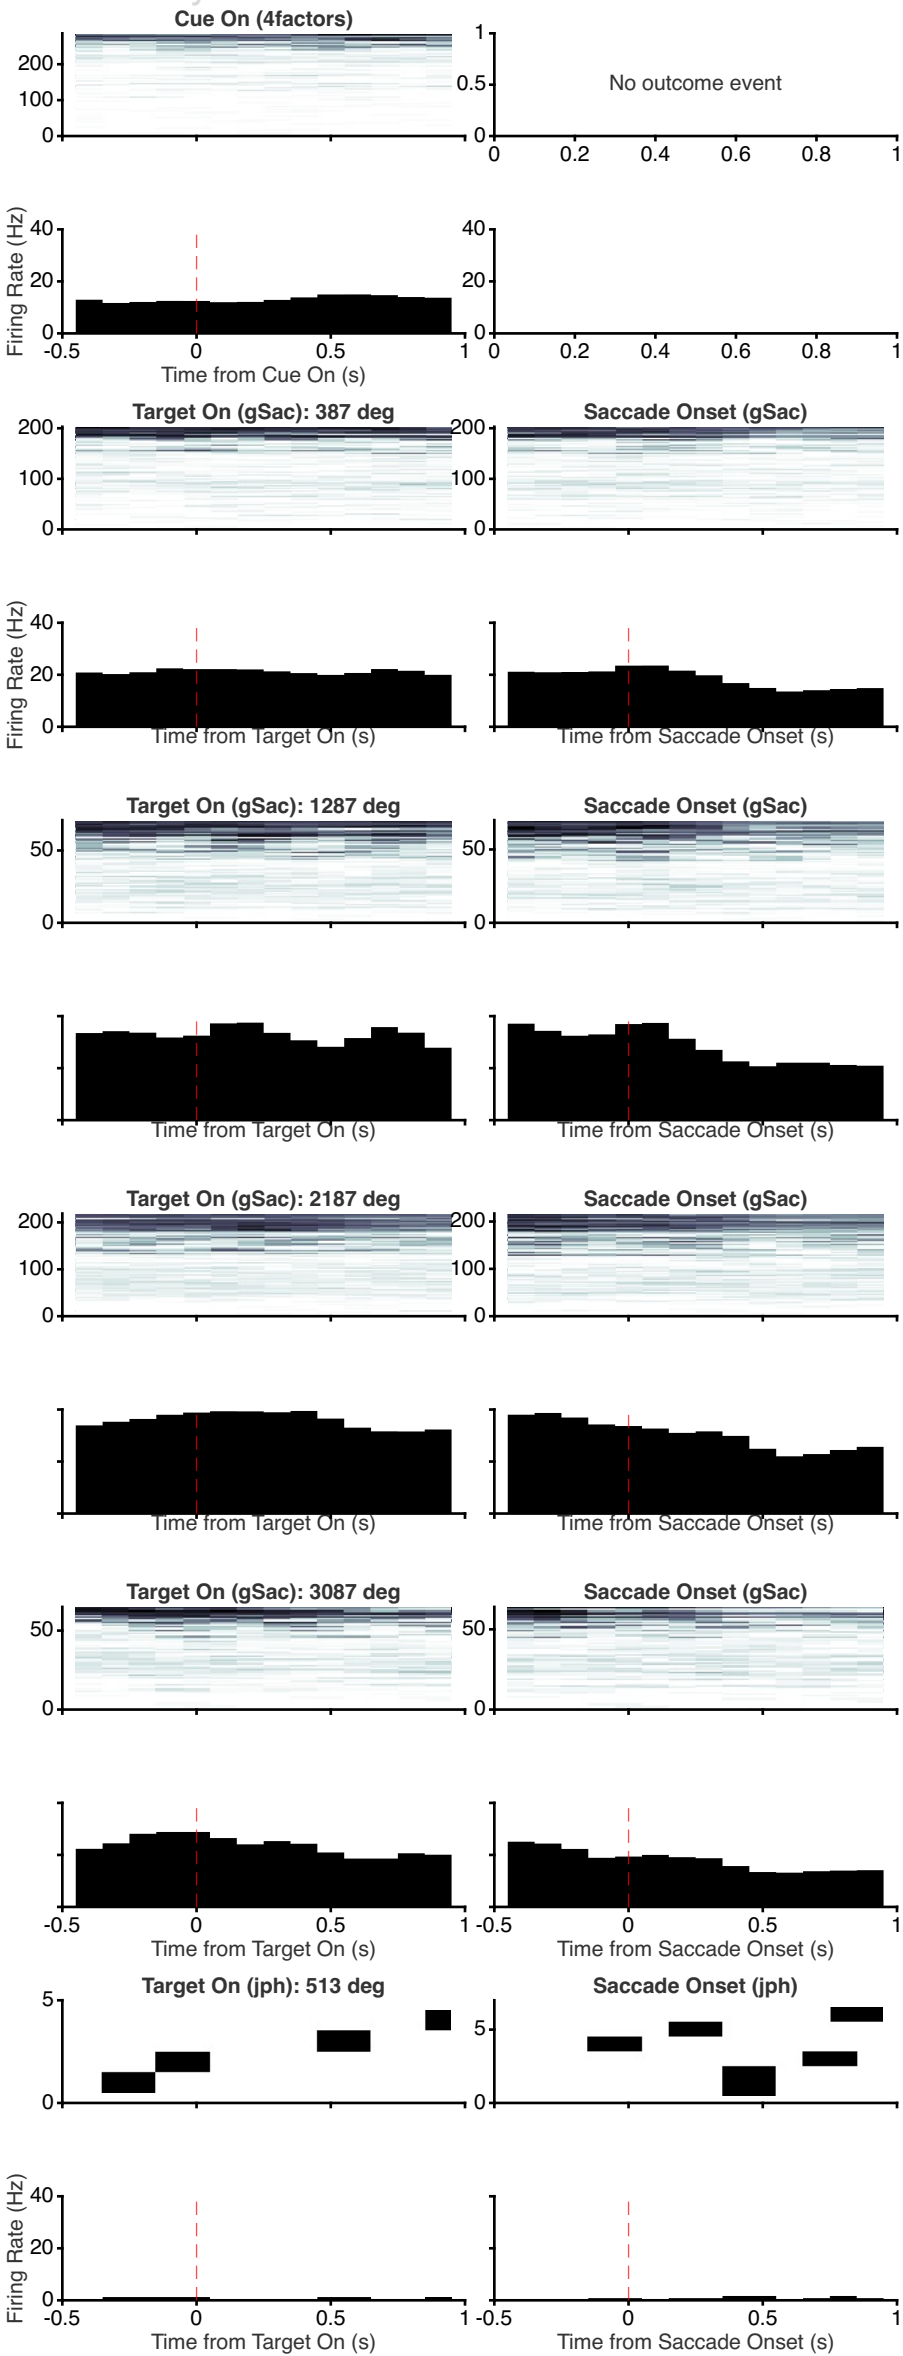 Cue On (4factors)
200
100
0
1
0.5
0
No outcome event
0 0.2 0.4 0.6 0.8 1
Firing Rate (Hz)
40
20
0
-0.5 0 0.5 1
Time from Cue On (s)
40
20
0
0 0.2 0.4 0.6 0.8 1
Target On (gSac): 387 deg
200
100
0
Saccade Onset (gSac)
200
100
0
Firing Rate (Hz)
40
20
0
Time from Target On (s)
40
20
0
Time from Saccade Onset (s)
Target On (gSac): 1287 deg
50
0
Saccade Onset (gSac)
50
0
Time from Target On (s)
Time from Saccade Onset (s)
Target On (gSac): 2187 deg
200
100
0
Saccade Onset (gSac)
200
100
0
Time from Target On (s)
Time from Saccade Onset (s)
Target On (gSac): 3087 deg
50
0
Saccade Onset (gSac)
50
0
-0.5 0 0.5 1
Time from Target On (s)
-0.5 0 0.5 1
Time from Saccade Onset (s)
Target On (jph): 513 deg
5
0
Saccade Onset (jph)
5
0
Firing Rate (Hz)
40
20
0
-0.5 0 0.5 1
Time from Target On (s)
40
20
0
-0.5 0 0.5 1
Time from Saccade Onset (s)